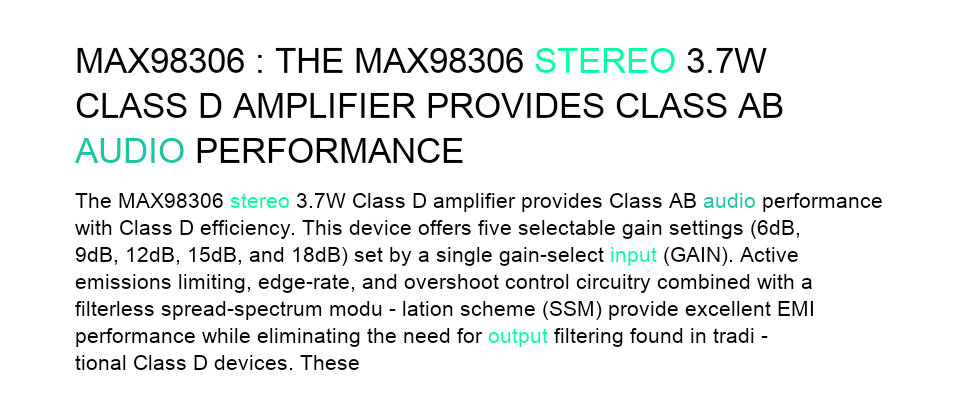 MAX98306 : THE MAX98306 STEREO 3.7W
CLASS D AMPLIFIER PROVIDES CLASS AB
AUDIO PERFORMANCE
The MAX98306 stereo 3.7W Class D amplifier provides Class AB audio performance
with Class D efficiency. This device offers five selectable gain settings (6dB,
9dB, 12dB, 15dB, and 18dB) set by a single gain-select input (GAIN). Active
emissions limiting, edge-rate, and overshoot control circuitry combined with a
filterless spread-spectrum modu - lation scheme (SSM) provide excellent EMI
performance while eliminating the need for output filtering found in tradi -
tional Class D devices. These